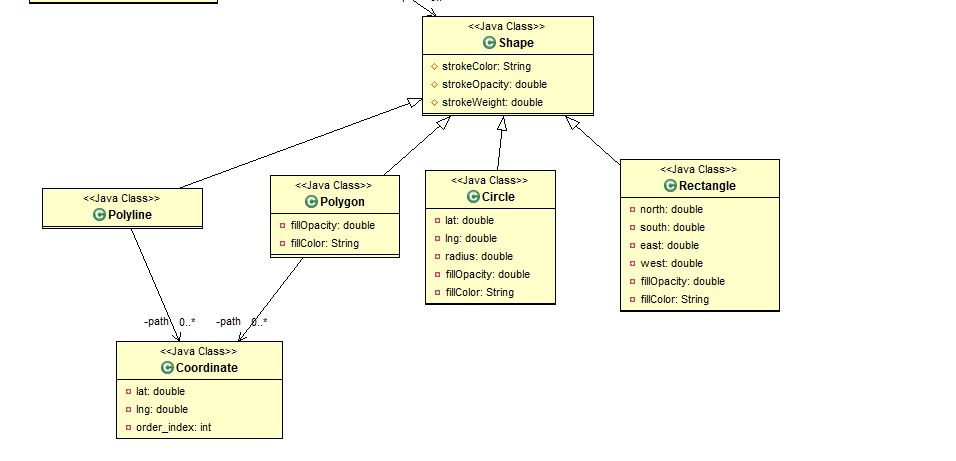 <<Java Class>>
Shape
strokeColor: String
strokeOpacity: double
strokeWeight: double
<<Java Class>>
Polyline
<<Java Class>>
Polygon
fillOpacity: double
fillColor: String
<<Java Class>>
Circle
lat: double
lng: double
radius: double
fillOpacity: double
fillColor: String
<<Java Class>>
Rectangle
north: double
south: double
east: double
west: double
fillOpacity: double
fillColor: String
-path 0..*
-path 0..*
<<Java Class>>
Coordinate
lat: double
lng: double
order_index: int